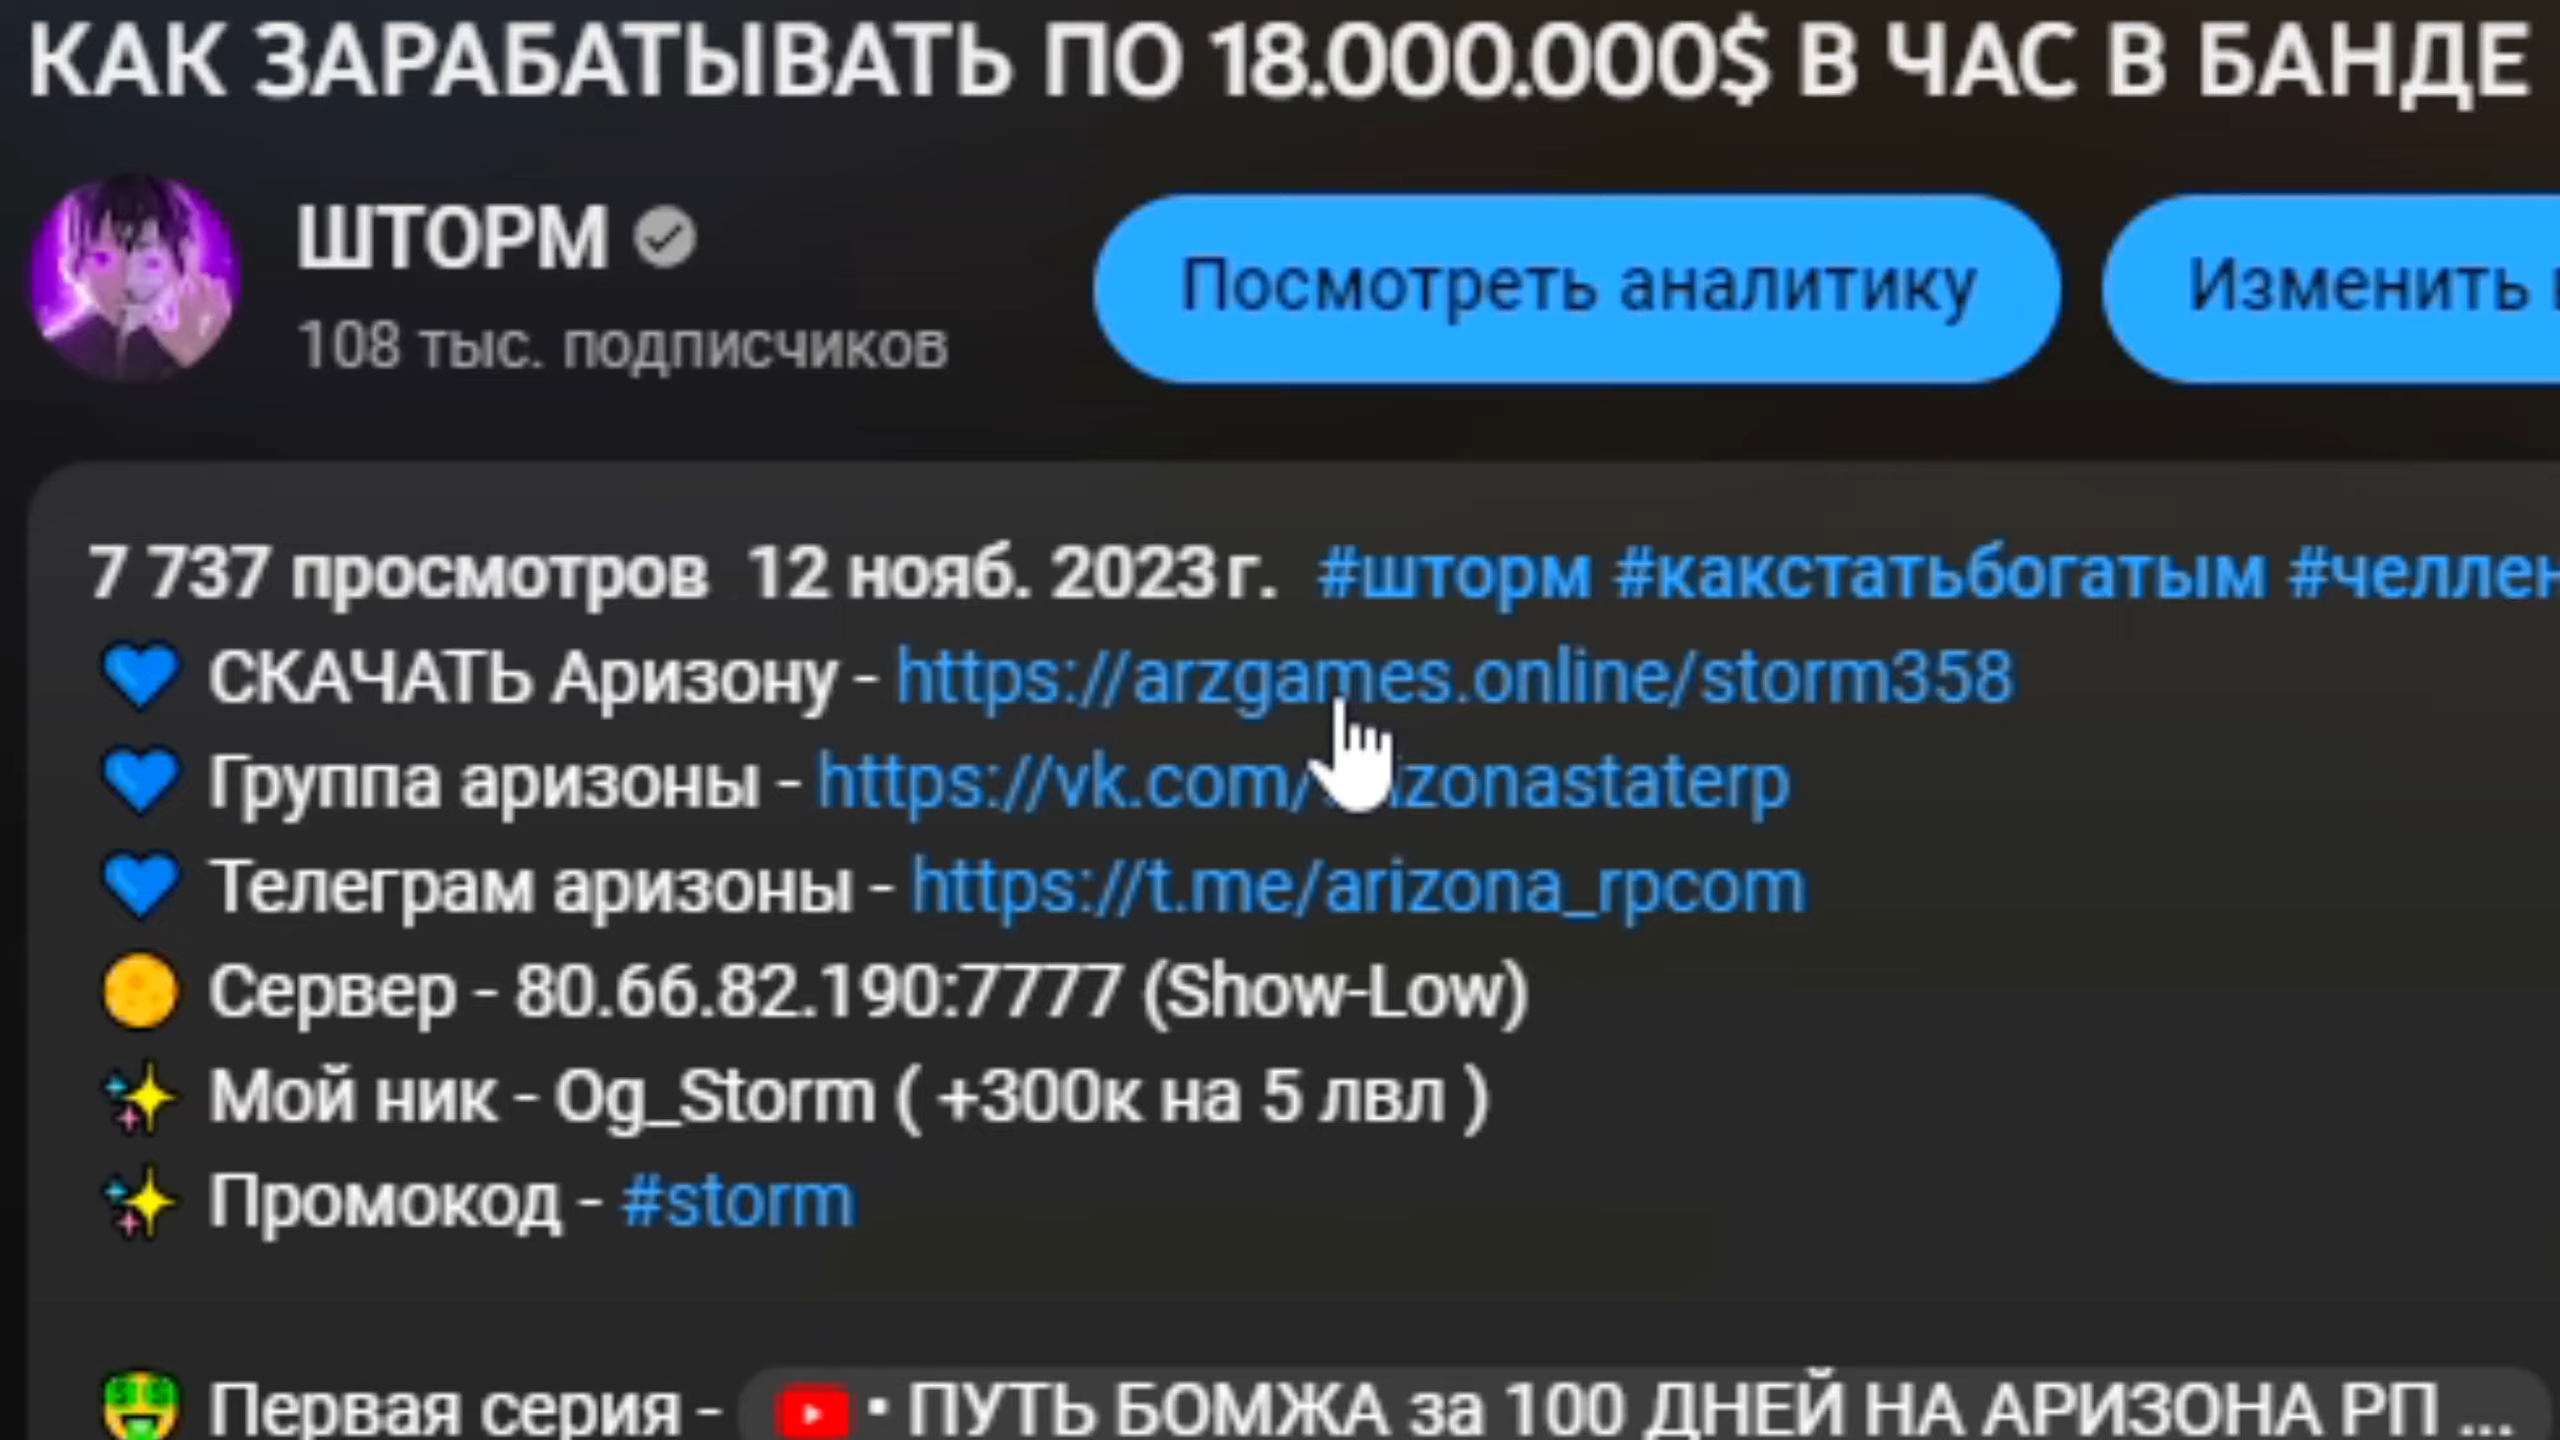 КАК ЗАРАБАТЫВАТЬ ПО 18.000.000$ В ЧАС В БАНДЕ
ШТОРМ
108 тыс. подписчиков
Посмотреть аналитику
Изменить
7 737 просмотров 12 нояб. 2023 г. #шторм #какстатьбогатым #челлен
СКАЧАТЬ Аризону - https://arzgames.online/storm358
Группа аризоны - https://vk.com/arizonastaterp
Телеграм аризоны - https://t.me/arizona_rpcom
Сервер - 80.66.82.190:7777 (Show-Low)
Мой ник - Og_Storm ( +300к на 5 лвл )
Промокод - #storm
Первая серия - • ПУТЬ БОМЖА за 100 ДНЕЙ НА АРИЗОНА РП ...